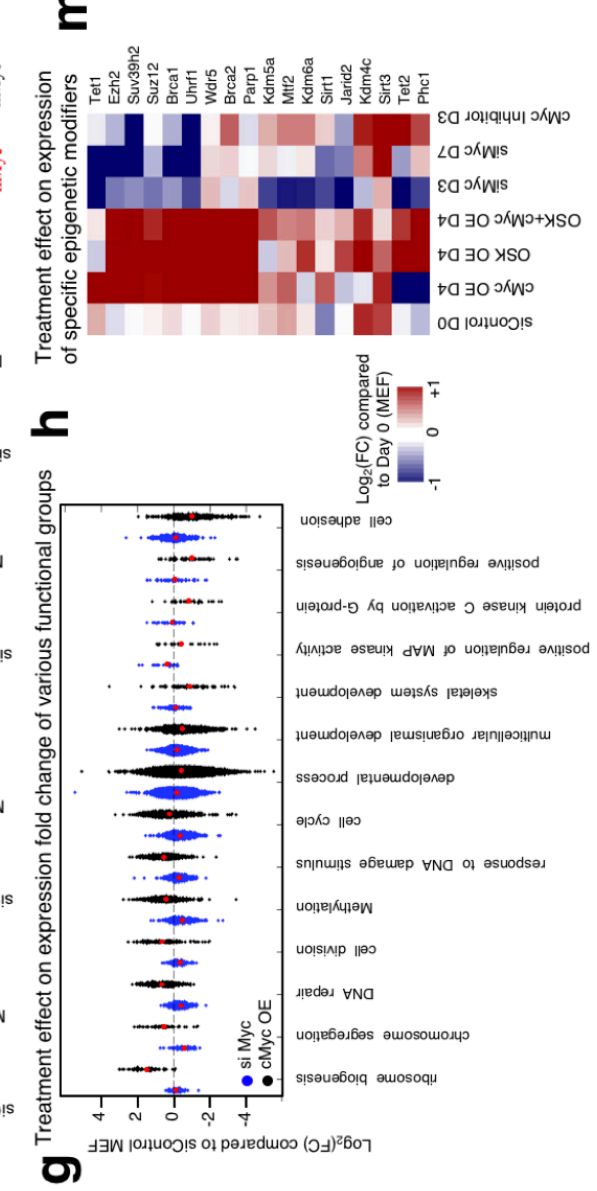 g
Treatment effect on expression fold change of various functional groups
Log2(FC) compared to siControl MEF
4
2
0
-2
-4
si Myc
cMyc OE
ribosome biogenesis
chromosome segregation
DNA repair
cell division
Methylation
response to DNA damage stimulus
cell cycle
developmental process
multicellular organismal development
skeletal system development
positive regulation of MAP kinase activity
protein kinase C activation by G-protein
positive regulation of angiogenesis
cell adhesion
h
Treatment effect on expression
of specific epigenetic modifiers
Tet1
Ezh2
Suv39h2
Suz12
Brca1
Uhrf1
Wdr5
Brca2
Parp1
Kdm5a
Mtf2
Kdm6a
Sirt1
Jarid2
Kdm4c
Sirt3
Tet2
Phc1
siControl D0
cMyc OE D4
OSK OE D4
OSK+cMyc OE D4
siMyc D3
siMyc D7
cMyc Inhibitor D3
Log2(FC) compared
to Day 0 (MEF)
-1
0
+1
m